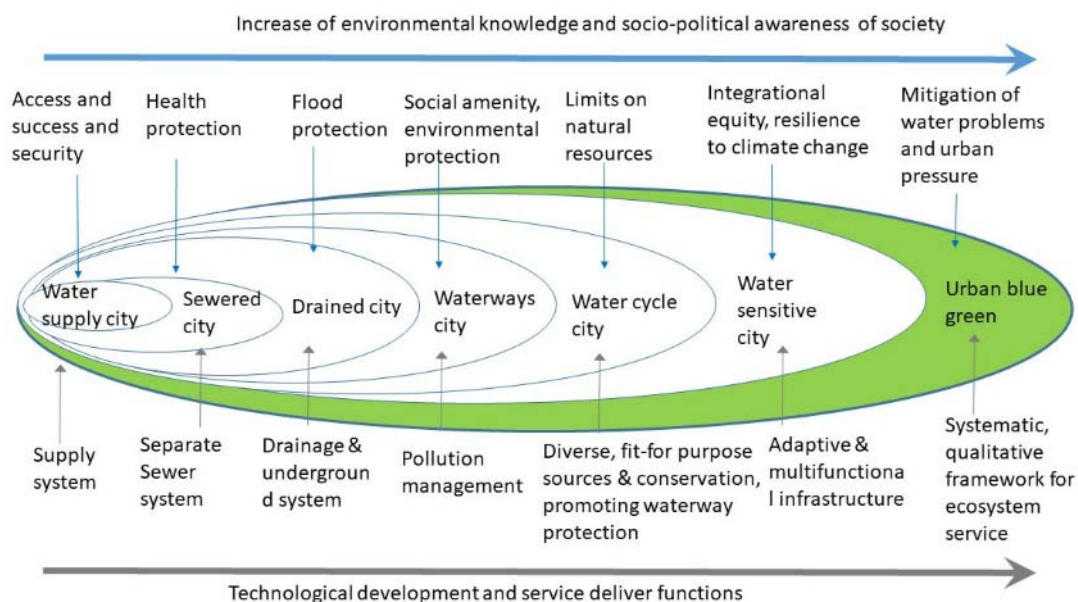 Increase of environmental knowledge and socio-political awareness of society
Access and
success and
security
Health
protection
Flood
protection
Social amenity,
environmental
protection
Limits on
natural
resources
Integrational
equity, resilience
to climate change
Mitigation of
water problems
and urban
pressure
Water
supply city
Sewered
city
Drained city
Waterways
city
Water cycle
city
Water
sensitive
city
Urban blue
green
Supply
system
Separate
Sewer
system
Drainage &
undergroun
d system
Pollution
management
Diverse, fit-for purpose
sources & conservation,
promoting waterway
protection
Adaptive &
multifunctiona
l infrastructure
Systematic,
qualitative
framework for
ecosystem
service
Technological development and service deliver functions